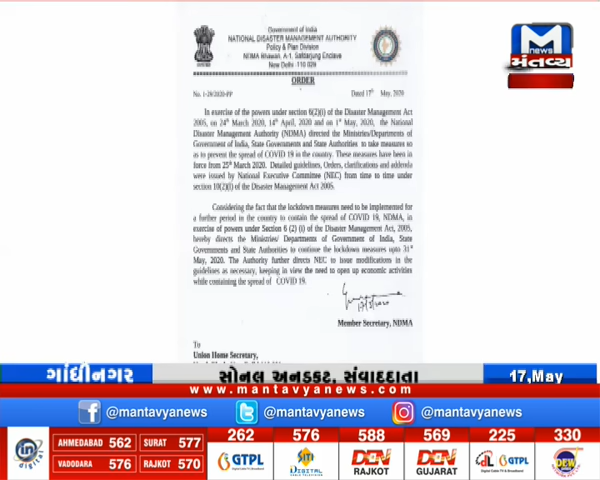 Government of India
NATIONAL DISASTER MANAGEMENT AUTHORITY
Policy & Plan Division
NDMA Bhawan, A-1, Safdarjung Enclave
New Delhi -110 029
ORDER
No. 1-29/2020-PP Dated 17th May, 2020
In exercise of the powers under section 6(2)(i) of the Disaster Management Act
2005, on 24th March 2020, 14th April, 2020 and on 1st May, 2020, the National
Disaster Management Authority (NDMA) directed the Ministries/Departments of
Government of India, State Governments and State Authorities to take measures so
as to prevent the spread of COVID 19 in the country. These measures have been in
force from 25th March 2020. Detailed guidelines, Orders, clarifications and addenda
were issued by National Executive Committee (NEC) from time to time under
section 10(2)(l) of the Disaster Management Act 2005.
Considering the fact that the lockdown measures need to be implemented for
a further period in the country to contain the spread of COVID 19, NDMA, in
exercise of powers under Section 6 (2) (i) of the Disaster Management Act, 2005,
hereby directs the Ministries/ Departments of Government of India, State
Governments and State Authorities to continue the lockdown measures upto 31st
May, 2020. The Authority further directs NEC to issue modifications in the
guidelines as necessary, keeping in view the need to open up economic activities
while containing the spread of COVID 19.
Member Secretary, NDMA
To
Union Home Secretary,
M
news
મંતવ્ય
ગાંધીનગર સોનલ અનડકટ, સંવાદદાતા 17,May
www.mantavyanews.com
@mantavyanews @mantavyanews @mantavyanews
in digital
AHMEDABAD 562 SURAT 577
VADODARA 576 RAJKOT 570
262 576 588 569 225 330
GTPL SITI DIGITAL DEN RAJKOT DEN GUJARAT dL GTPL DEW